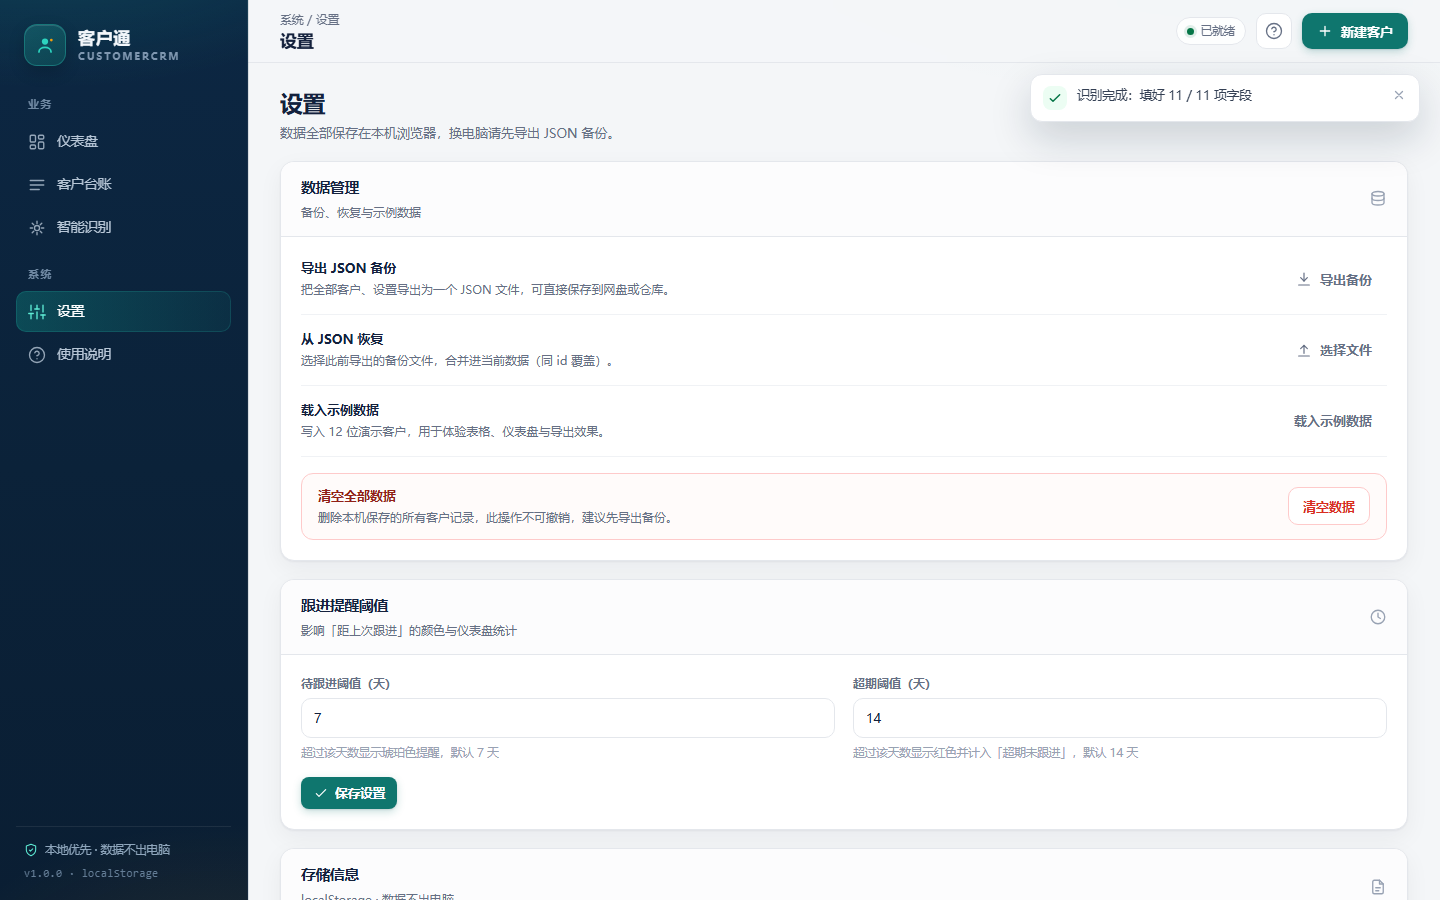 客户通
CUSTOMERCRM
业务
仪表盘
客户台账
智能识别
系统
设置
使用说明
本地优先 · 数据不出电脑
v1.0.0 · localStorage
系统 / 设置
设置
已就绪
新建客户
识别完成：填好 11 / 11 项字段
设置
数据全部保存在本机浏览器，换电脑请先导出 JSON 备份。
数据管理
备份、恢复与示例数据
导出 JSON 备份
把全部客户、设置导出为一个 JSON 文件，可直接保存到网盘或仓库。
导出备份
从 JSON 恢复
选择此前导出的备份文件，合并进当前数据（同 id 覆盖）。
选择文件
载入示例数据
写入 12 位演示客户，用于体验表格、仪表盘与导出效果。
载入示例数据
清空全部数据
删除本机保存的所有客户记录，此操作不可撤销，建议先导出备份。
清空数据
跟进提醒阈值
影响「距上次跟进」的颜色与仪表盘统计
待跟进阈值（天）
7
超过该天数显示琥珀色提醒，默认 7 天
超期阈值（天）
14
超过该天数显示红色并计入「超期未跟进」，默认 14 天
保存设置
存储信息
localStorage · 数据不出电脑